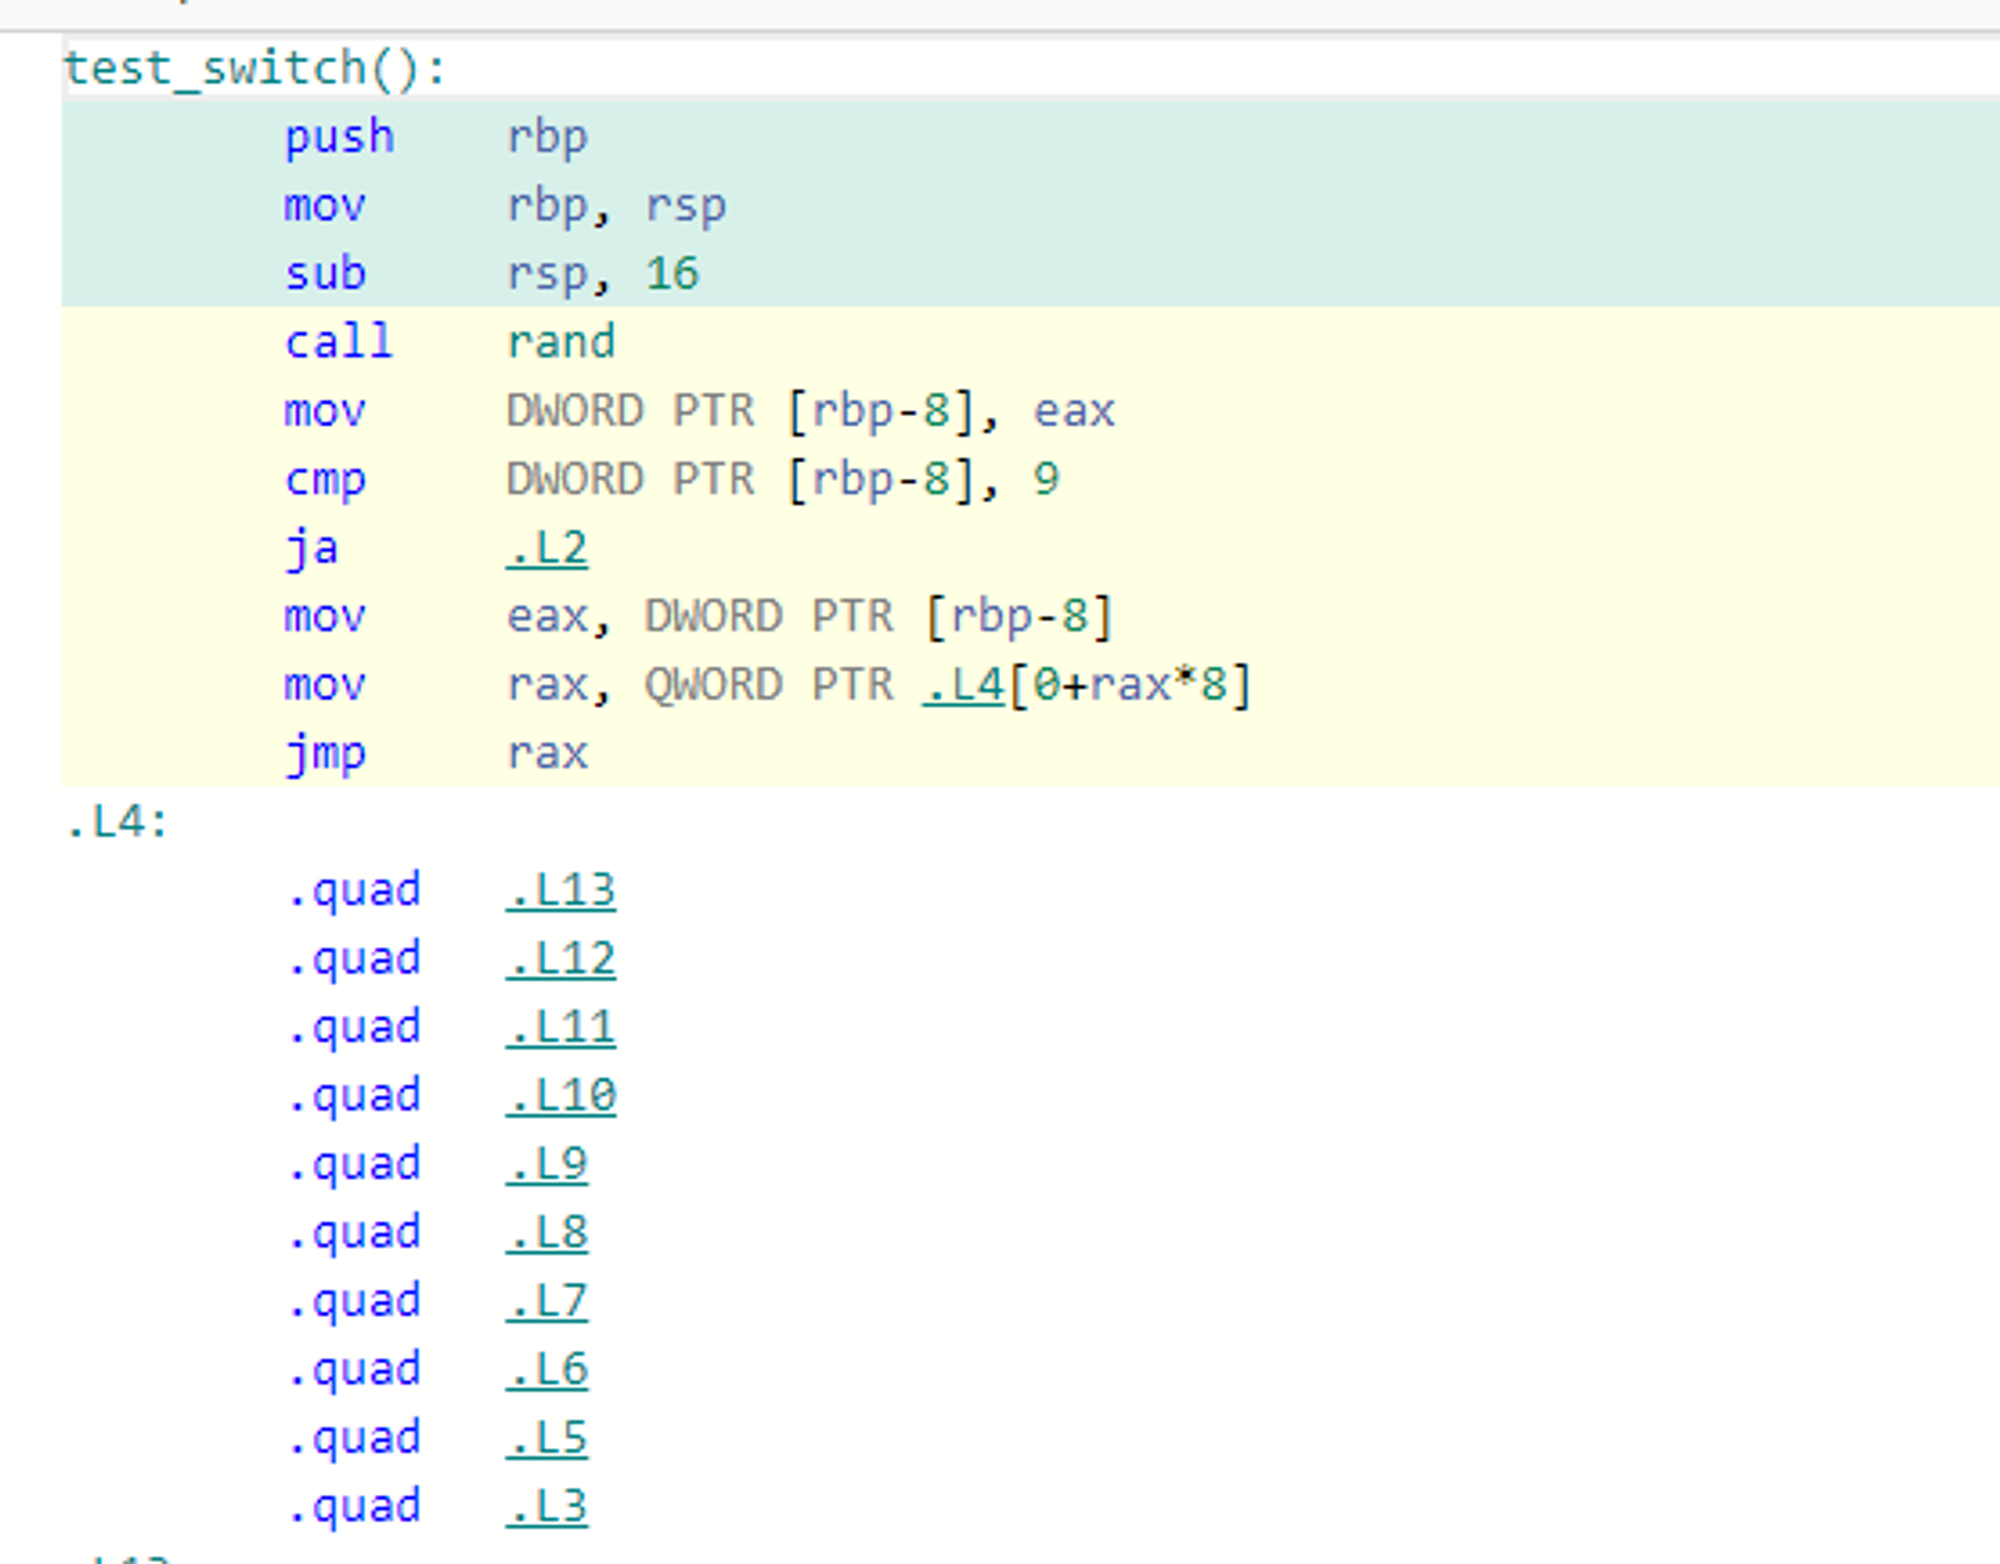 test_switch():
push rbp
mov rbp, rsp
sub rsp, 16
call rand
mov DWORD PTR [rbp-8], eax
cmp DWORD PTR [rbp-8], 9
ja .L2
mov eax, DWORD PTR [rbp-8]
mov rax, QWORD PTR .L4[0+rax*8]
jmp rax
.L4:
.quad .L13
.quad .L12
.quad .L11
.quad .L10
.quad .L9
.quad .L8
.quad .L7
.quad .L6
.quad .L5
.quad .L3